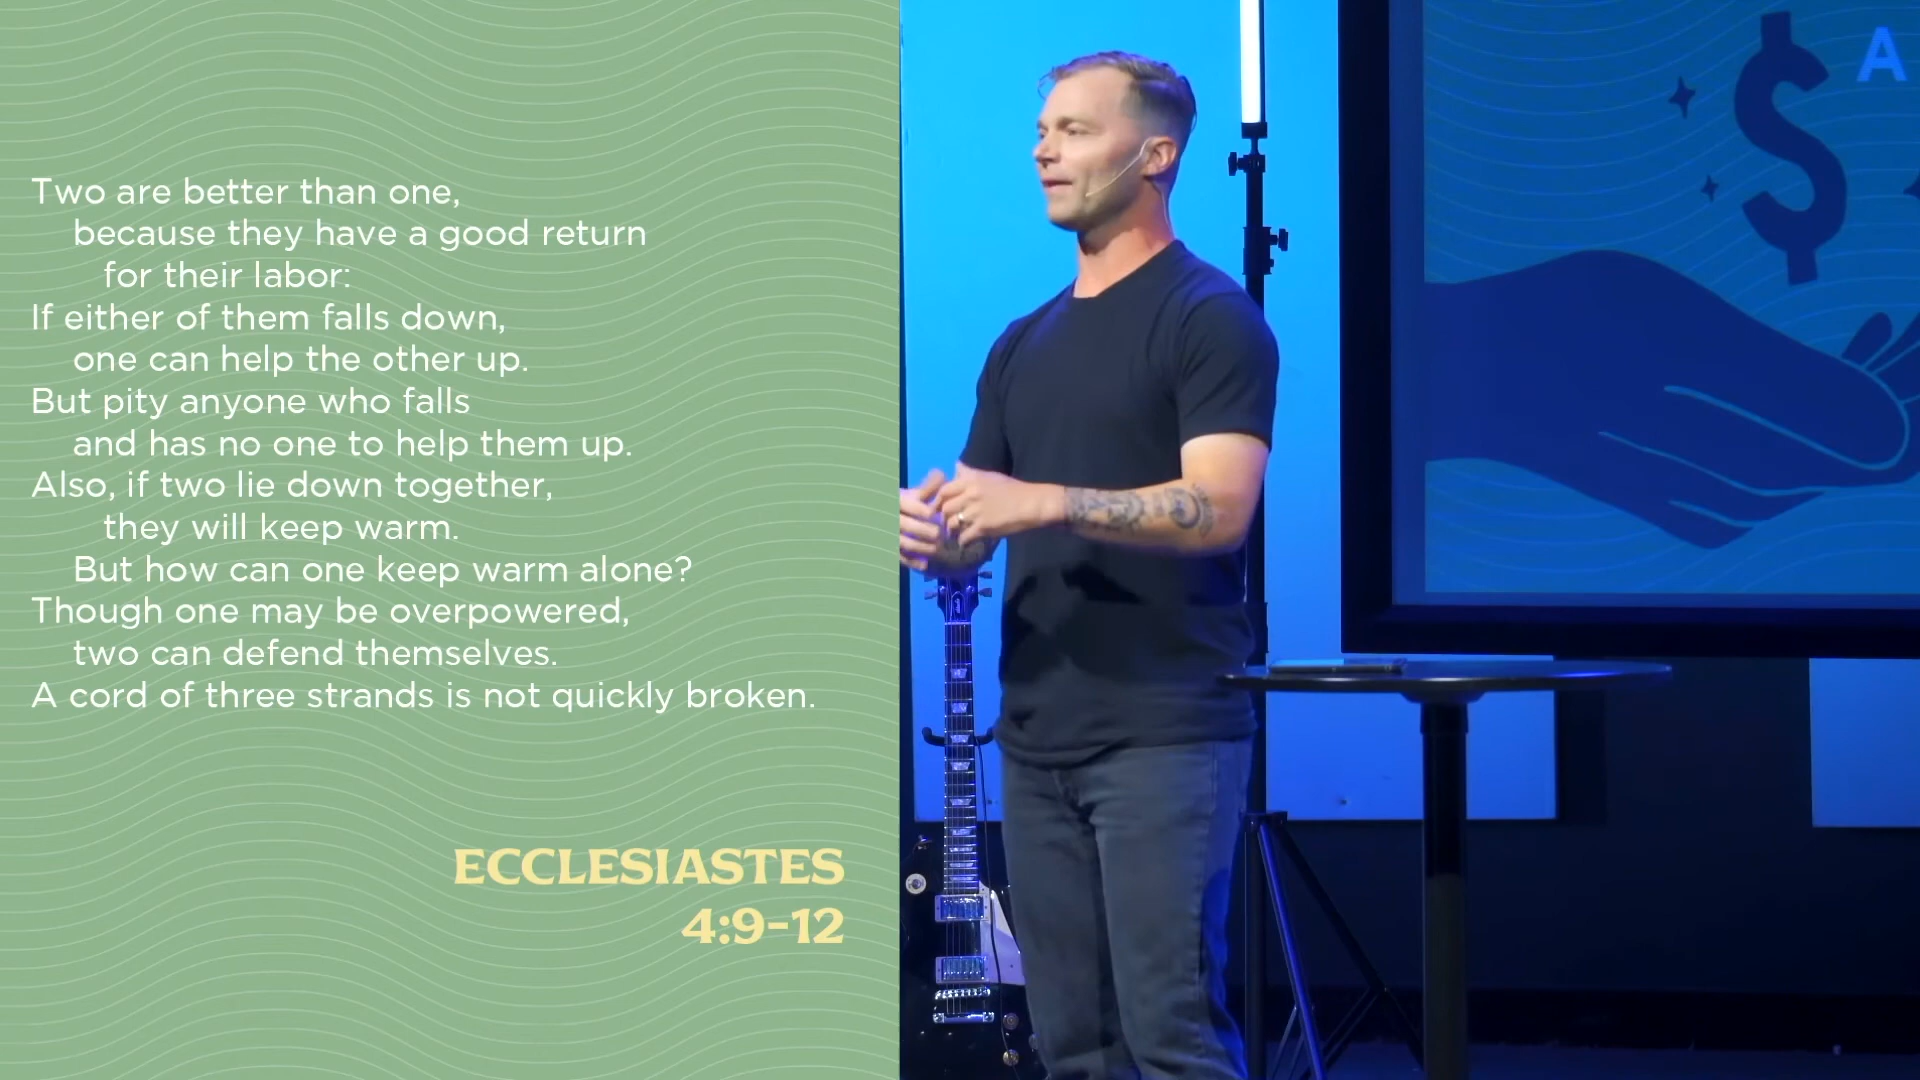 Two are better than one,
because they have a good return
for their labor:
If either of them falls down,
one can help the other up.
But pity anyone who falls
and has no one to help them up.
Also, if two lie down together,
they will keep warm.
But how can one keep warm alone?
Though one may be overpowered,
two can defend themselves.
A cord of three strands is not quickly broken.
ECCLESIASTES
4:9-12
$
A